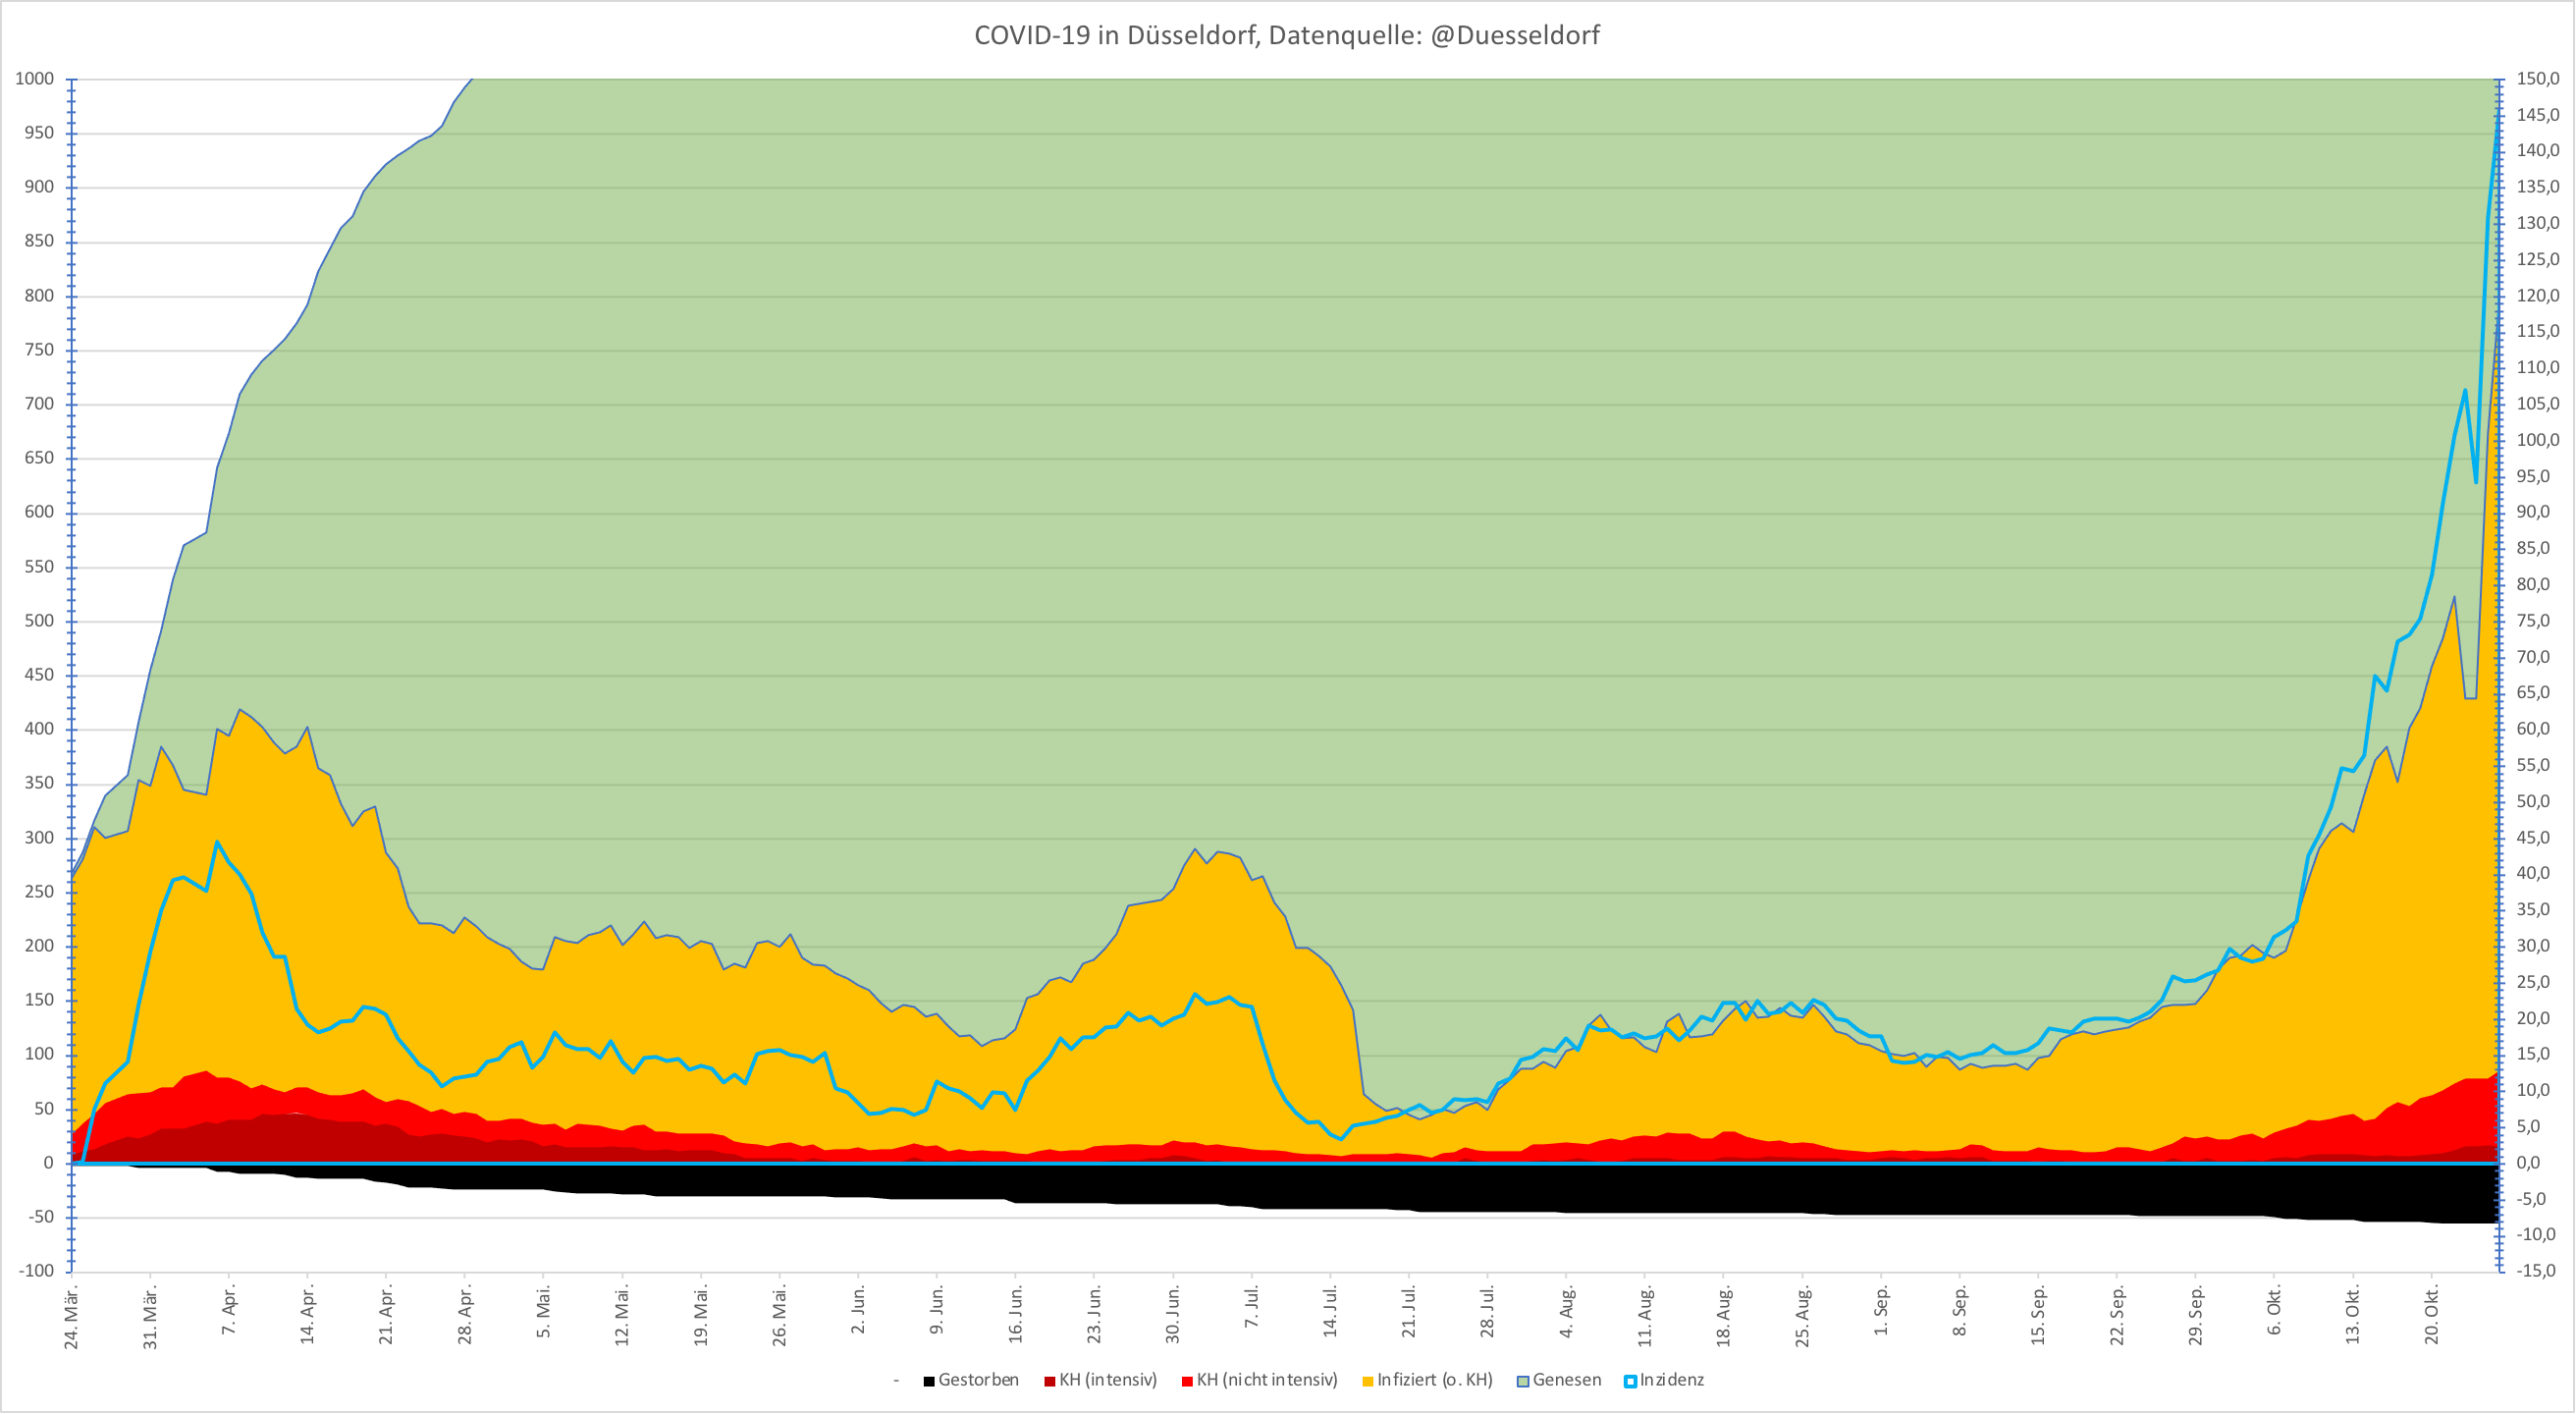 COVID-19 in Düsseldorf, Datenquelle: @Duesseldorf
1000
950
900
850
800
750
700
650
600
550
500
450
400
350
300
250
200
150
100
50
0
-50
-100
150,0
145,0
140,0
135,0
130,0
125,0
120,0
115,0
110,0
105,0
100,0
95,0
90,0
85,0
80,0
75,0
70,0
65,0
60,0
55,0
50,0
45,0
40,0
35,0
30,0
25,0
20,0
15,0
10,0
5,0
0,0
-5,0
-10,0
-15,0
24. Mär.
31. Mär.
7. Apr.
14. Apr.
21. Apr.
28. Apr.
5. Mai.
12. Mai.
19. Mai.
26. Mai.
2. Jun.
9. Jun.
16. Jun.
23. Jun.
30. Jun.
7. Jul.
14. Jul.
21. Jul.
28. Jul.
4. Aug.
11. Aug.
18. Aug.
25. Aug.
1. Sep.
8. Sep.
15. Sep.
22. Sep.
29. Sep.
6. Okt.
13. Okt.
20. Okt.
- Gestorben KH (intensiv) KH (nicht intensiv) Infiziert (o. KH) Genesen Inzidenz